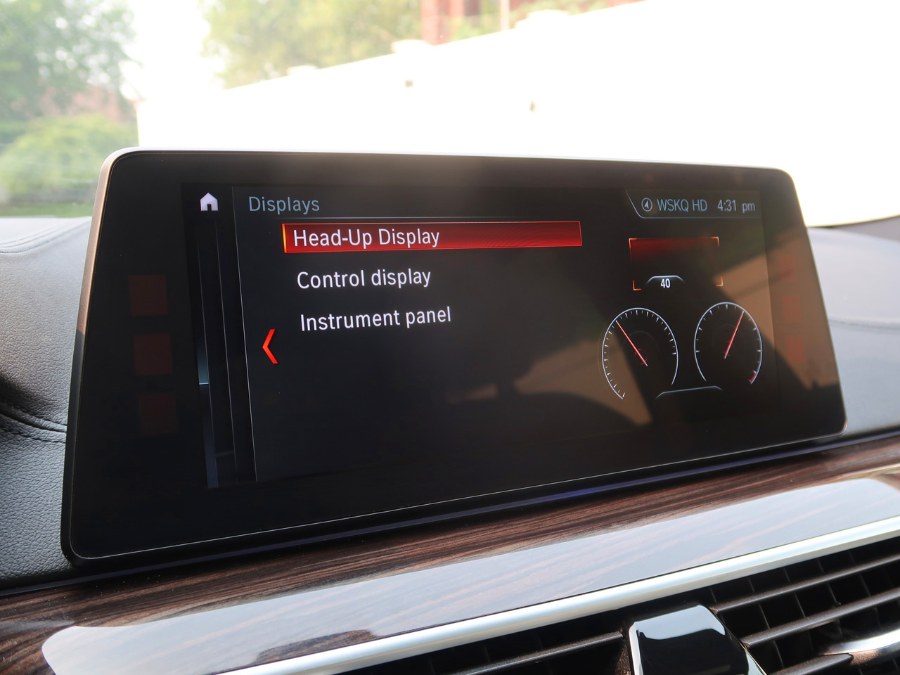 Displays
WSKQ HD 4:31 pm
Head-Up Display
Control display
Instrument panel
40